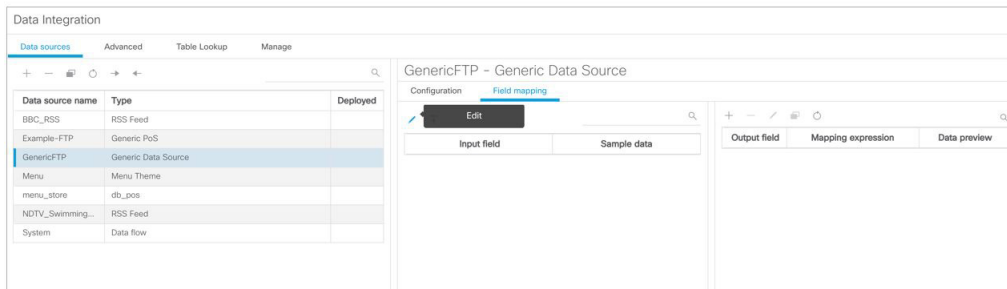 Data Integration
Data sources Advanced Table Lookup Manage
Data source name Type Deployed
BBC_RSS RSS Feed
Example-FTP Generic PoS
GenericFTP Generic Data Source
Menu Menu Theme
menu_store db_pos
NDTV_Swimming... RSS Feed
System Data flow
GenericFTP - Generic Data Source
Configuration Field mapping
Edit
Input field Sample data
Output field Mapping expression Data preview